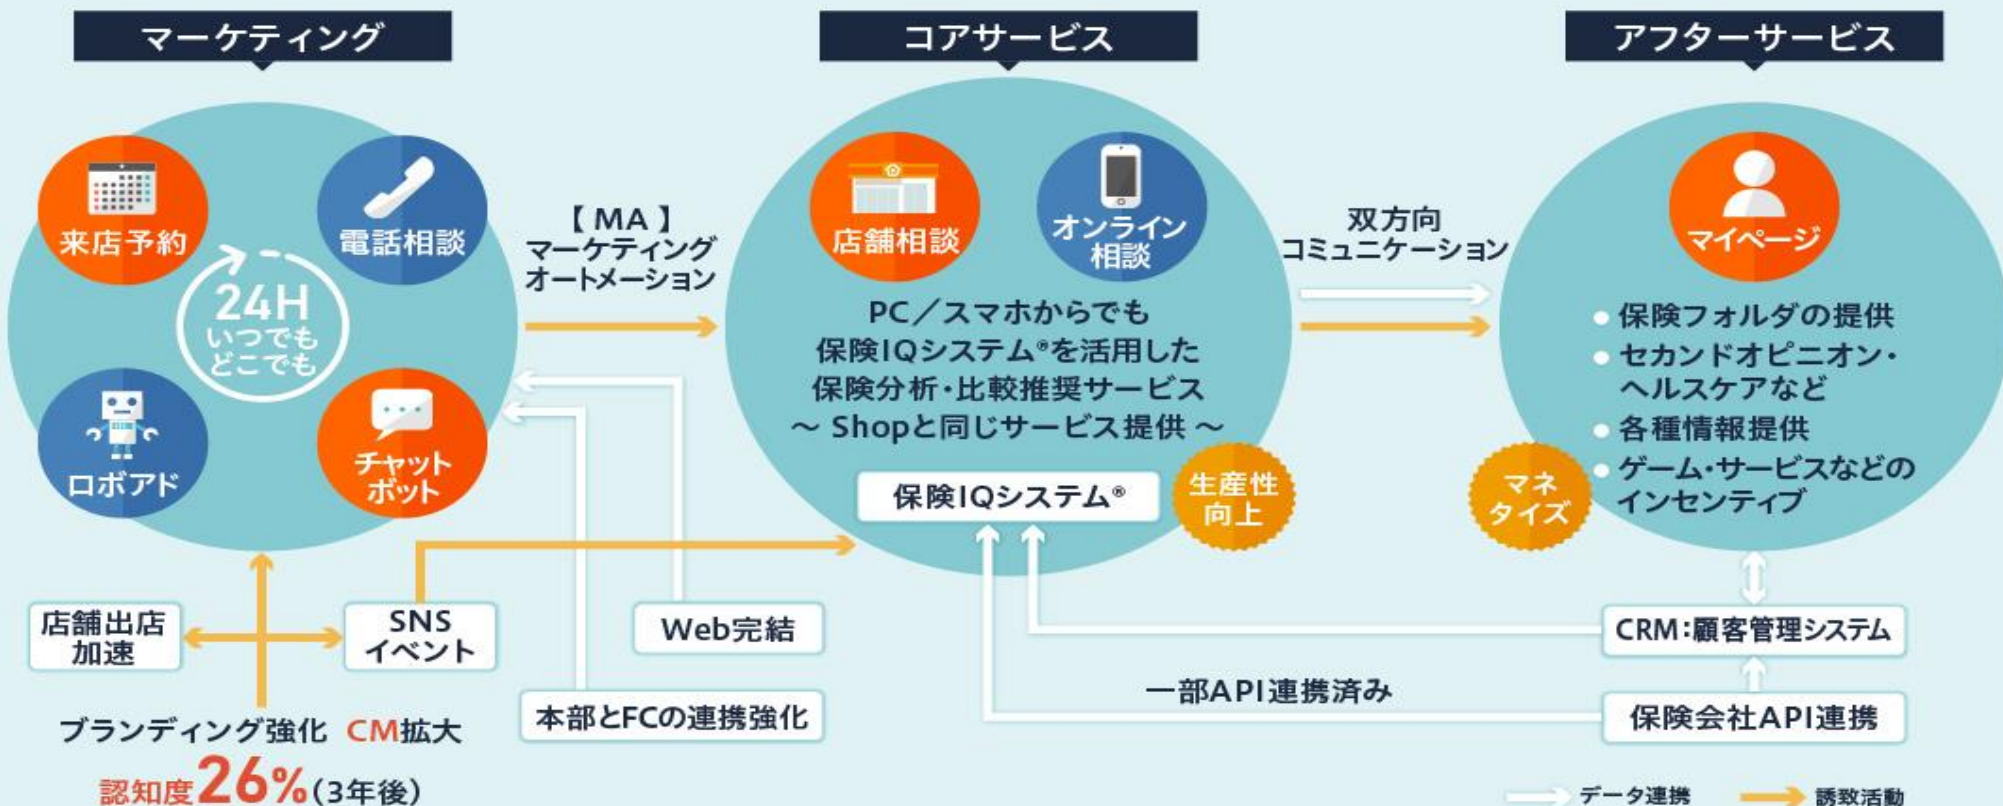 マーケティング
来店予約
電話相談
24H
いつでも
どこでも
ロボアド
チャット
ボット
【 MA 】
マーケティング
オートメーション
コアサービス
店舗相談
オンライン
相談
PC／スマホからでも
保険IQシステム®を活用した
保険分析・比較推奨サービス
～ Shopと同じサービス提供 ～
保険IQシステム®
生産性
向上
双方向
コミュニケーション
アフターサービス
マイページ
● 保険フォルダの提供
● セカンドオピニオン・
ヘルスケアなど
● 各種情報提供
● ゲーム・サービスなどの
インセンティブ
マネ
タイズ
店舗出店
加速
SNS
イベント
Web完結
本部とFCの連携強化
CRM：顧客管理システム
一部API連携済み
保険会社API連携
ブランディング強化 CM拡大
認知度26%（3年後）
データ連携
誘致活動